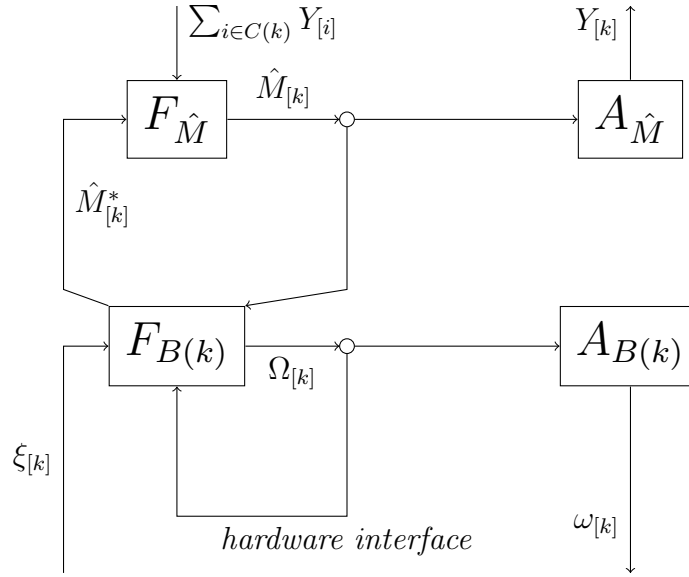 ∑_{i∈C(k)} Y_{[i]}
Y_{[k]}
F_{\hat{M}}
\hat{M}_{[k]}
A_{\hat{M}}
\hat{M}^*_{[k]}
F_{B(k)}
Ω_{[k]}
A_{B(k)}
ξ_{[k]}
ω_{[k]}
hardware interface